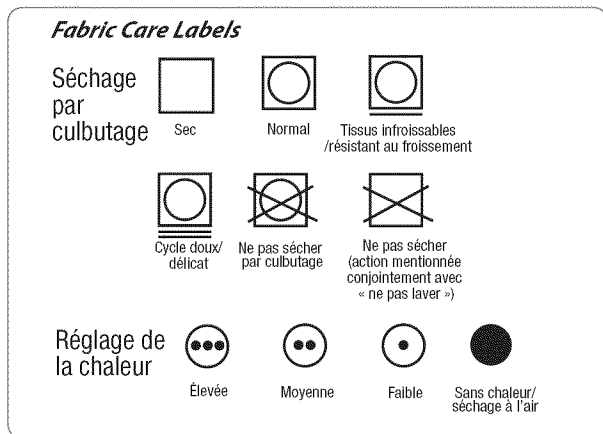 Fabric Care Labels
Séchage
par
culbutage
Sec
Normal
Tissus infroissables
/résistant au froissement
Cycle doux/
délicat
Ne pas sécher
par culbutage
Ne pas sécher
(action mentionnée
conjointement avec
« ne pas laver »)
Réglage de
la chaleur
Élevée
Moyenne
Faible
Sans chaleur/
séchage à l'air